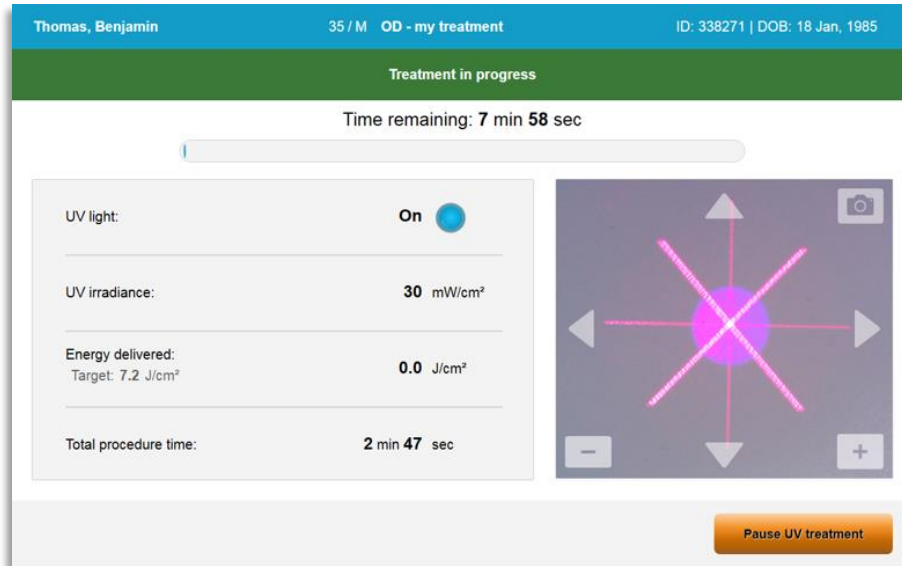 Thomas, Benjamin 35 / M OD - my treatment ID: 338271 | DOB: 18 Jan, 1985
Treatment in progress
Time remaining: 7 min 58 sec
UV light: On
UV irradiance: 30 mW/cm²
Energy delivered:
Target: 7.2 J/cm²
0.0 J/cm²
Total procedure time: 2 min 47 sec
Pause UV treatment